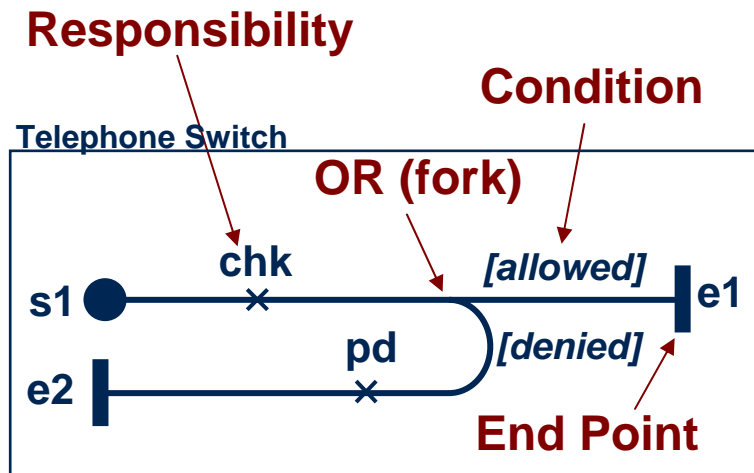 Responsibility
Condition
Telephone Switch
OR (fork)
chk
[allowed]
s1
e1
pd
[denied]
e2
End Point